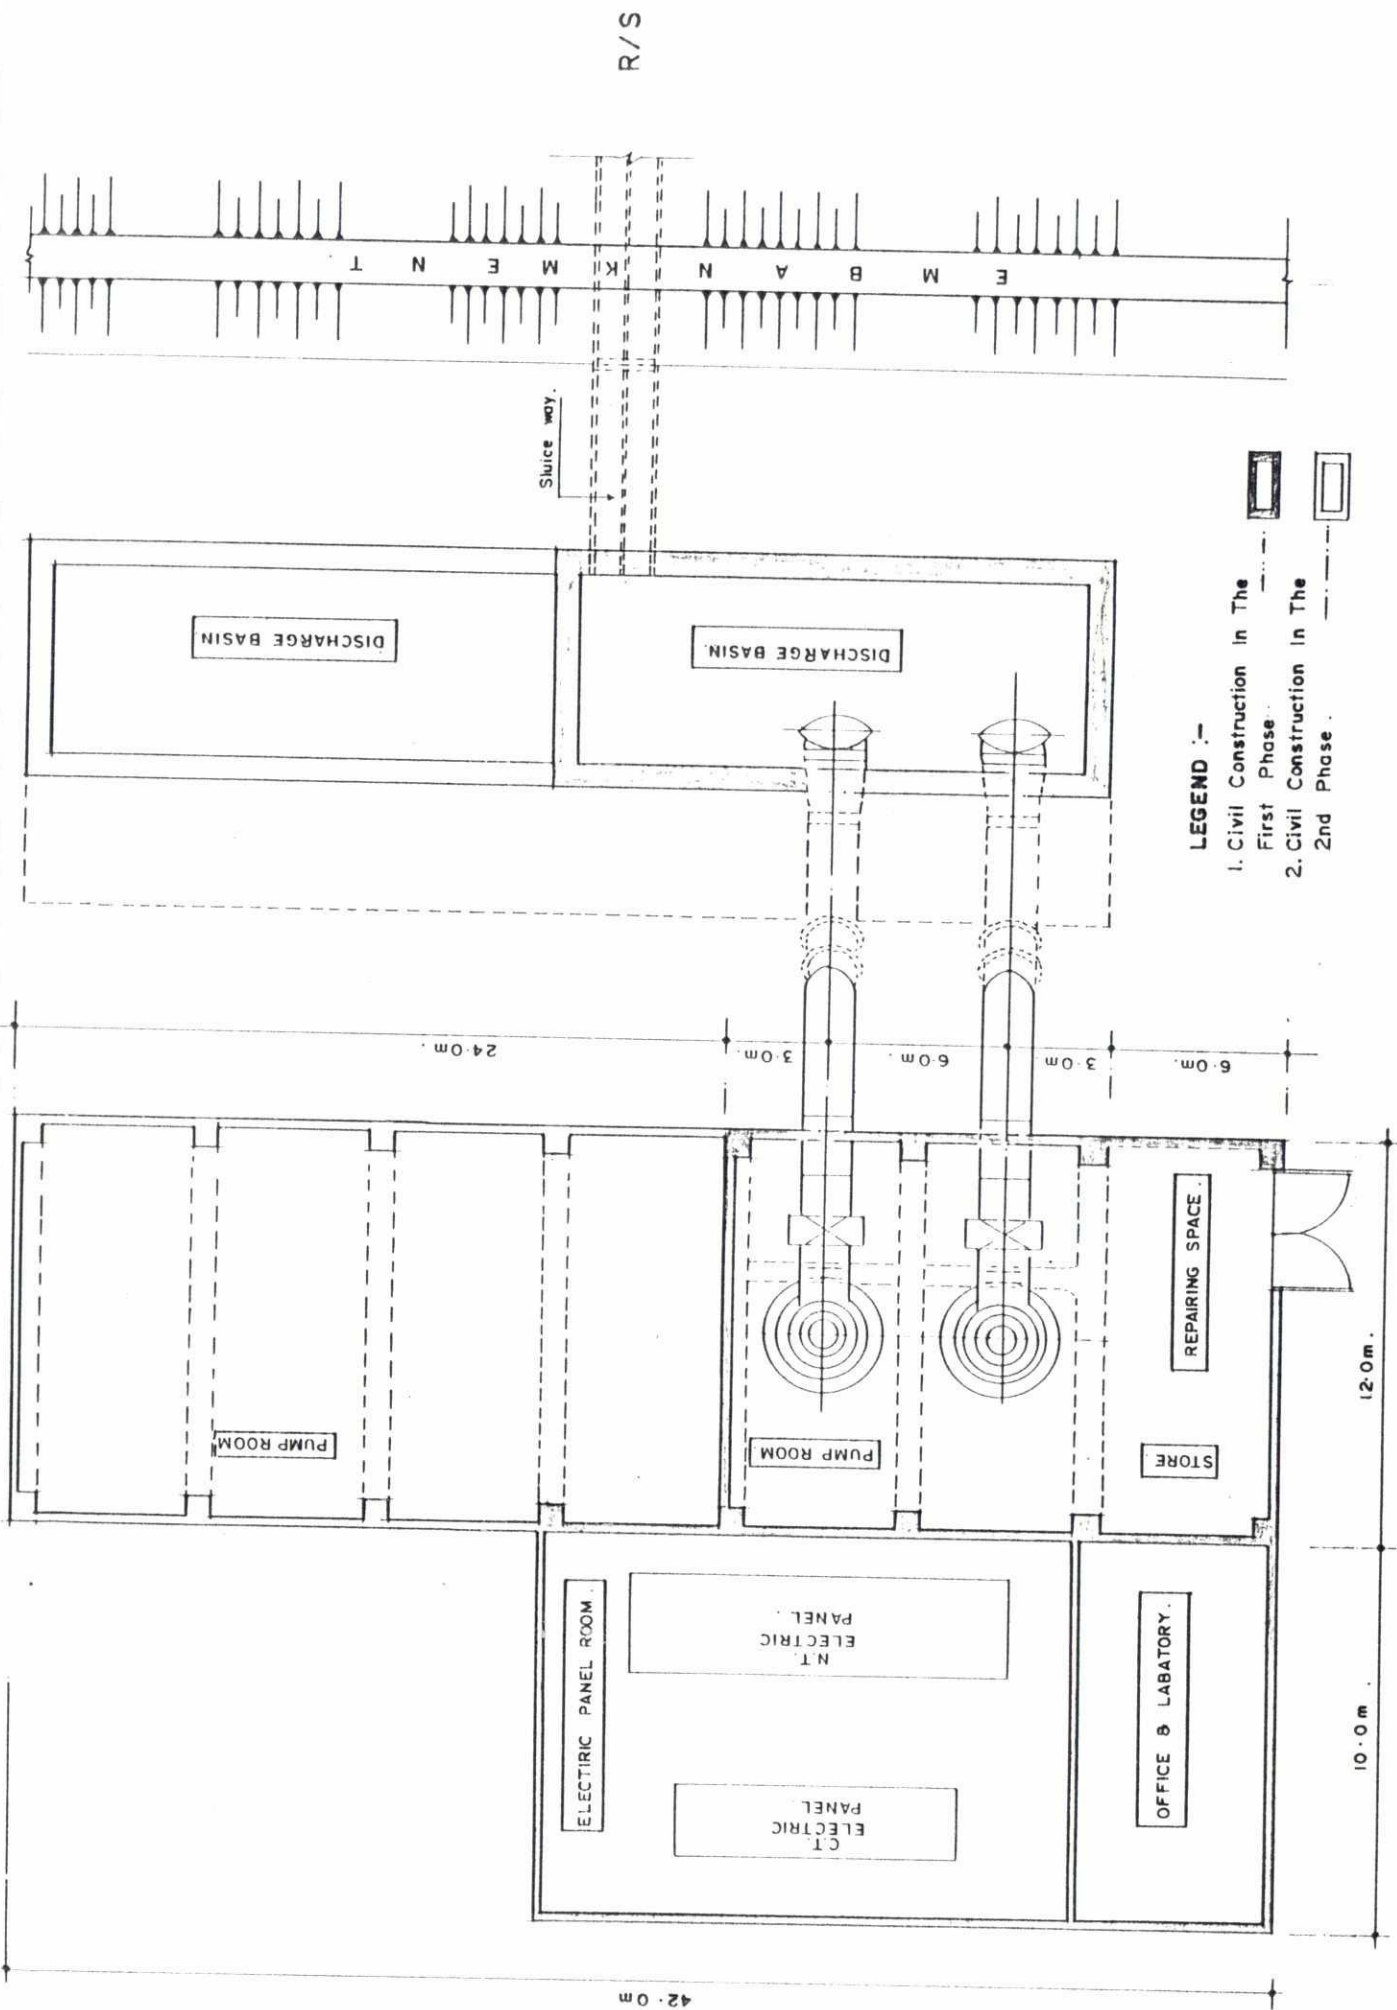 R/S
EMBANKMENT
Sluice way.
DISCHARGE BASIN
DISCHARGE BASIN.
LEGEND :-
1. Civil Construction In The
First Phase
2. Civil Construction In The
2nd Phase .
24·0m.
3·0m.
6·0m.
3·0m.
6·0m.
PUMP ROOM
PUMP ROOM
REPAIRING SPACE.
STORE
ELECTIRIC PANEL ROOM.
N.T.
ELECTRIC
PANEL.
C.T.
ELECTRIC
PANEL
OFFICE & LABATORY.
12·0m.
10·0m.
42·0m